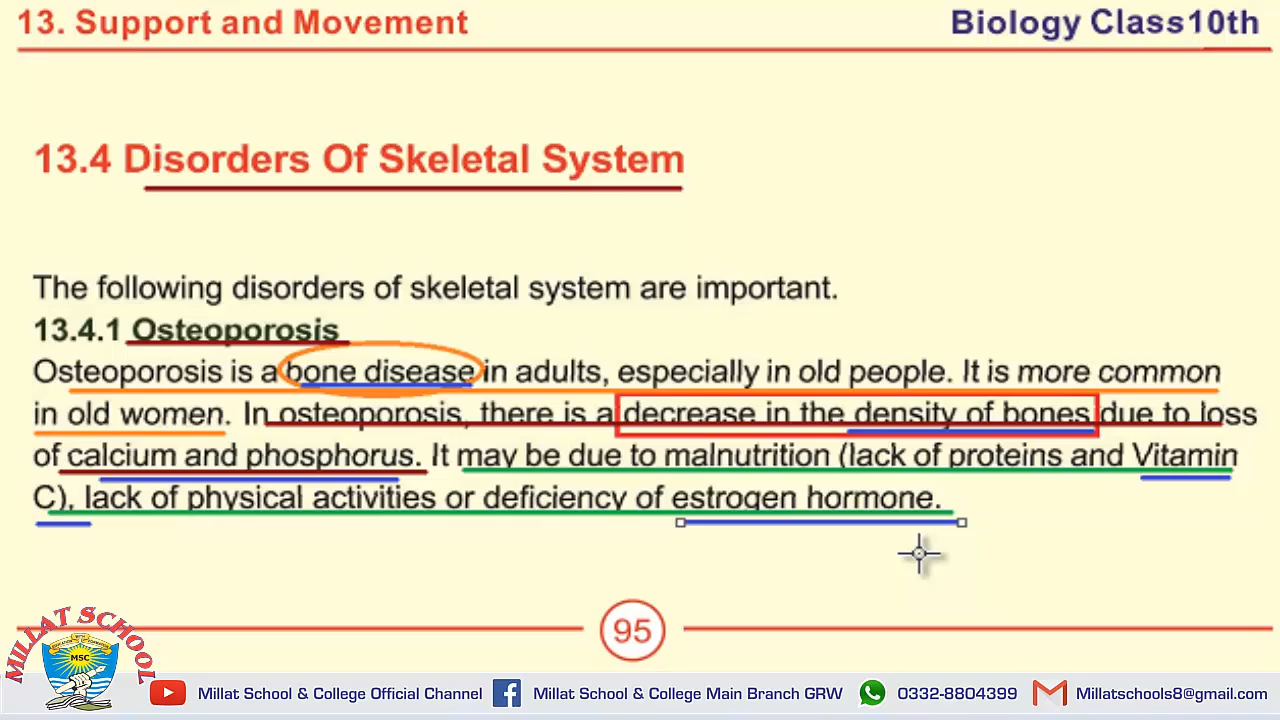 13. Support and Movement
Biology Class10th
13.4 Disorders Of Skeletal System
The following disorders of skeletal system are important.
13.4.1 Osteoporosis
Osteoporosis is a bone disease in adults, especially in old people. It is more common
in old women. In osteoporosis, there is a decrease in the density of bones due to loss
of calcium and phosphorus. It may be due to malnutrition (lack of proteins and Vitamin
C), lack of physical activities or deficiency of estrogen hormone.
95
MILLAT SCHOOL
MSC
Millat School & College Official Channel
Millat School & College Main Branch GRW
0332-8804399
Millatschools8@gmail.com